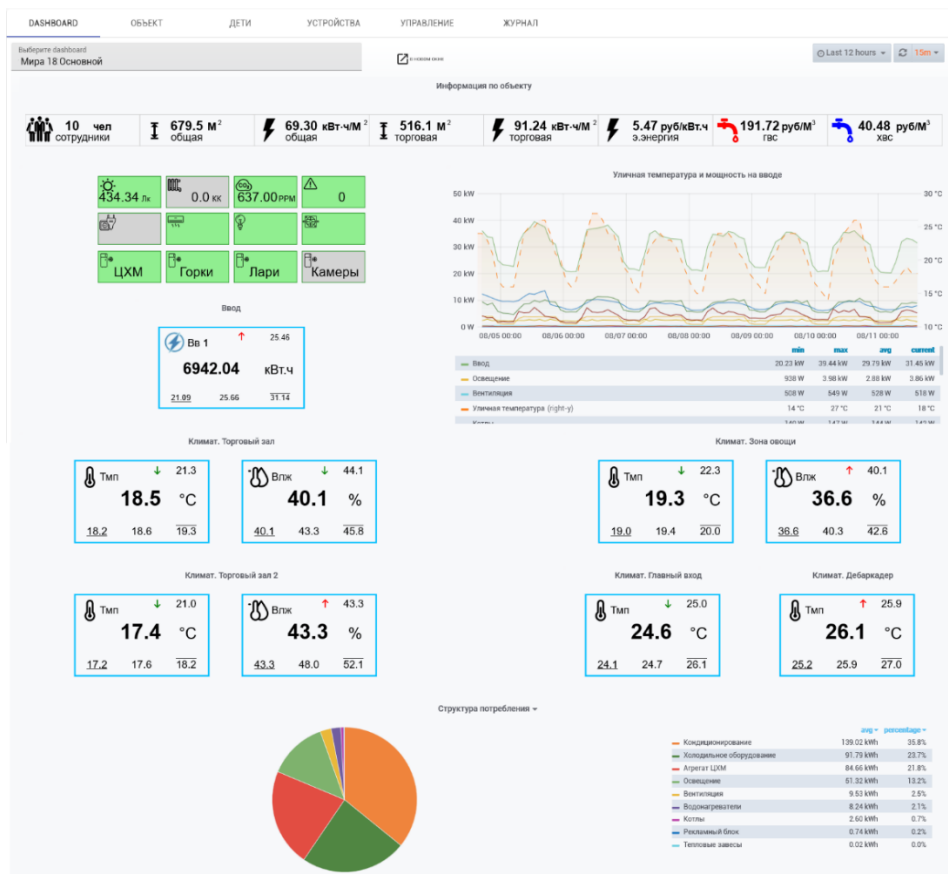 DASHBOARD ОБЪЕКТ ДЕТИ УСТРОЙСТВА УПРАВЛЕНИЕ ЖУРНАЛ
Выберите dashboard
Мира 18 Основной
Last 12 hours 15m
Информация по объекту
10 чел 679.5 М² 69.30 кВт·ч/М² 516.1 М² 91.24 кВт·ч/М² 5.47 руб/кВт.ч 191.72 руб/М³ 40.48 руб/М³
сотрудники общая общая торговая торговая э.энергия ГВС ХВС
434.34 Лк 0.0 КК 637.00 PPM 0
ЦХМ Горки Лари Камеры
Уличная температура и мощность на вводе
50 kW 30 °C
40 kW 25 °C
30 kW 20 °C
20 kW
10 kW 15 °C
0 W 10 °C
08/05 00:00 08/06 00:00 08/07 00:00 08/08 00:00 08/09 00:00 08/10 00:00 08/11 00:00
min max avg current
Ввод 20.23 kW 39.44 kW 29.79 kW 31.46 kW
Освещение 938 W 3.98 kW 2.88 kW 3.86 kW
Вентиляция 508 W 549 W 528 W 518 W
Уличная температура (right-y) 14 °C 27 °C 21 °C 18 °C
Котлы 140 W 147 W 144 W
Ввод
Вв 1 25.46
6942.04 кВт.ч
21.09 25.66 31.14
Климат. Торговый зал
Тмп 21.3
18.5 °C
18.2 18.6 19.3
Влж 44.1
40.1 %
40.1 43.3 45.8
Климат. Зона овощи
Тмп 22.3
19.3 °C
19.0 19.4 20.0
Влж 40.1
36.6 %
36.6 40.3 42.6
Климат. Торговый зал 2
Тмп 21.0
17.4 °C
17.2 17.6 18.2
Влж 43.3
43.3 %
43.3 48.0 52.1
Климат. Главный вход
Тмп 25.0
24.6 °C
24.1 24.7 26.1
Климат. Дебаркадер
Тмп 25.9
26.1 °C
25.2 25.9 27.0
Структура потребления
avg percentage
Кондиционирование 139.02 kWh 35.8%
Холодильное оборудование 91.79 kWh 23.7%
Агрегат ЦХМ 84.66 kWh 21.8%
Освещение 51.32 kWh 13.2%
Вентиляция 9.53 kWh 2.5%
Водонагреватели 8.24 kWh 2.1%
Котлы 2.60 kWh 0.7%
Рекламный блок 0.74 kWh 0.2%
Тепловые завесы 0.02 kWh 0.0%